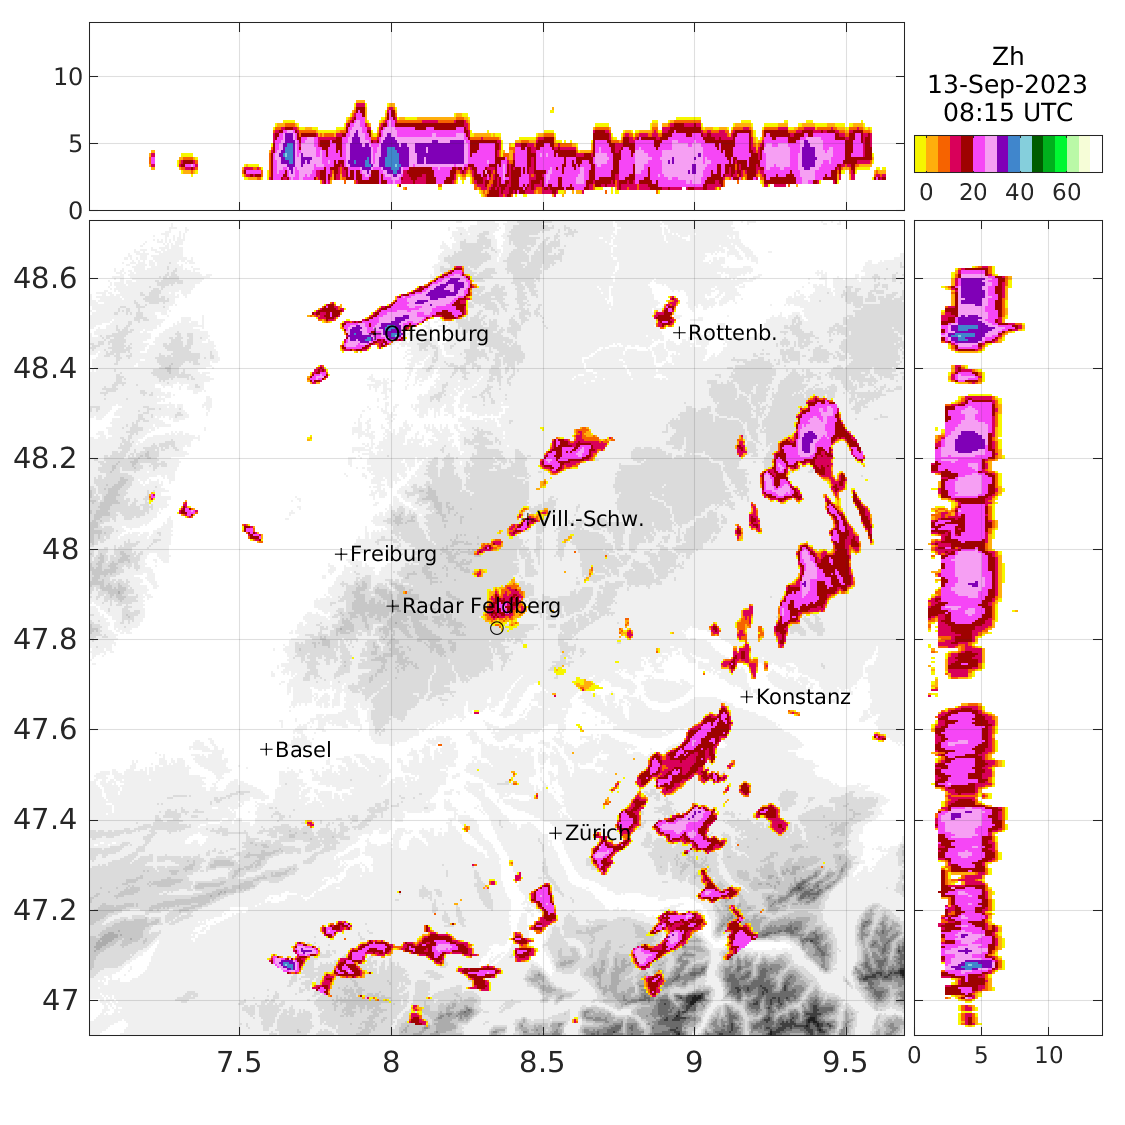 Zh
13-Sep-2023
08:15 UTC
0 20 40 60
10
5
0
48.6
48.4
48.2
48
47.8
47.6
47.4
47.2
47
+Offenburg
+Rottenb.
+Vill.-Schw.
+Freiburg
+Radar Feldberg
+Konstanz
+Basel
+Zürich
7.5 8 8.5 9 9.5
0 5 10